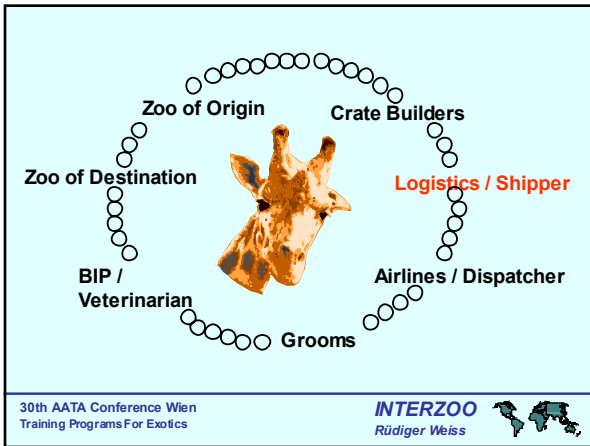 Zoo of Origin
Crate Builders
Zoo of Destination
Logistics / Shipper
BIP /
Veterinarian
Airlines / Dispatcher
Grooms
30th AATA Conference Wien
Training Programs For Exotics
INTERZOO
Rüdiger Weiss